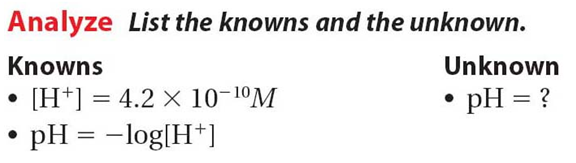 Analyze List the knowns and the unknown.
Knowns
• [H⁺] = 4.2 × 10⁻¹⁰M
• pH = −log[H⁺]
Unknown
• pH = ?